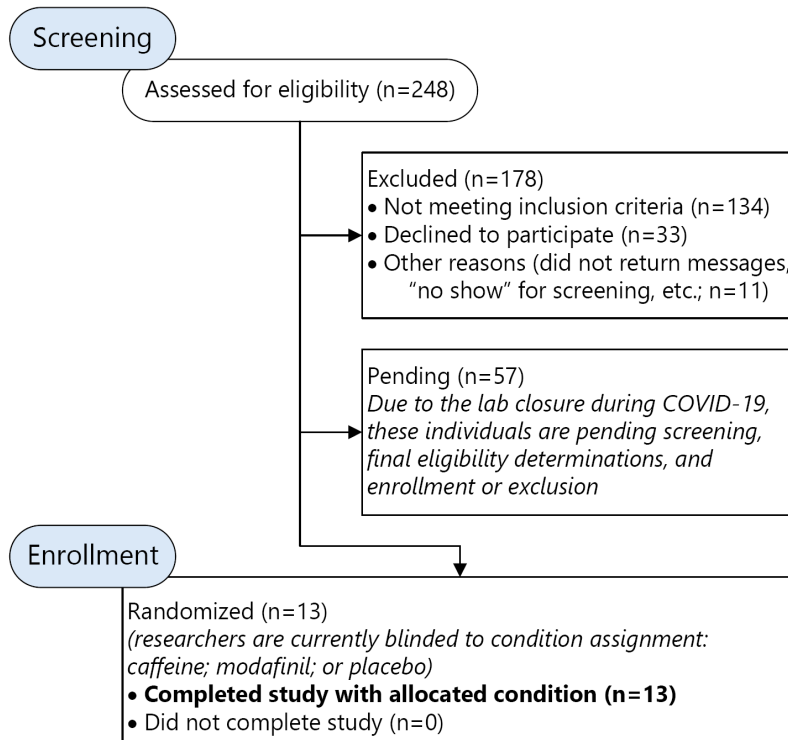 Screening
Assessed for eligibility (n=248)
Excluded (n=178)
• Not meeting inclusion criteria (n=134)
• Declined to participate (n=33)
• Other reasons (did not return messages,
“no show” for screening, etc.; n=11)
Pending (n=57)
Due to the lab closure during COVID-19,
these individuals are pending screening,
final eligibility determinations, and
enrollment or exclusion
Enrollment
Randomized (n=13)
(researchers are currently blinded to condition assignment:
caffeine; modafinil; or placebo)
• Completed study with allocated condition (n=13)
• Did not complete study (n=0)